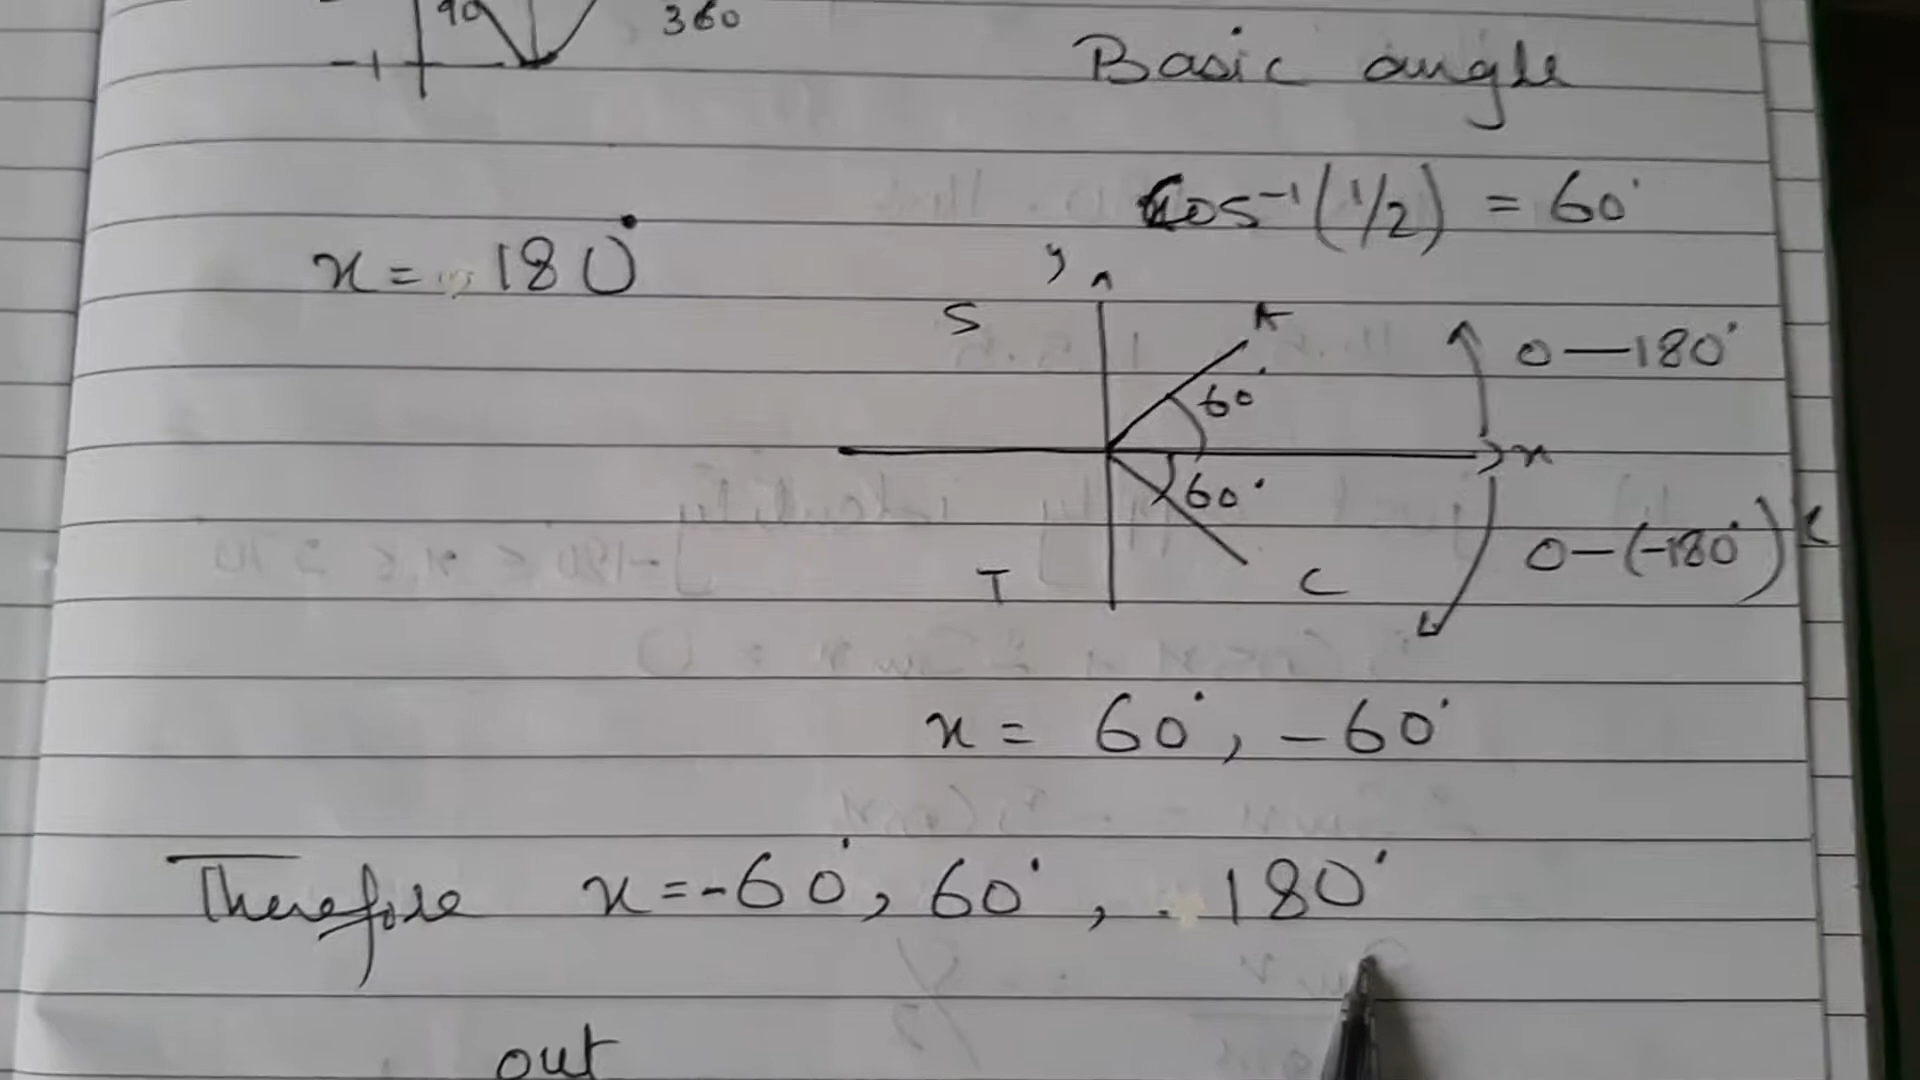 90 360
-1
Basic angle
Cos⁻¹(1/2) = 60°
x = 180°
y
S A
0—180°
60°
x
60°
0—(-180°)
T C
x = 60°, -60°
Therefore x = -60°, 60°, 180°
out